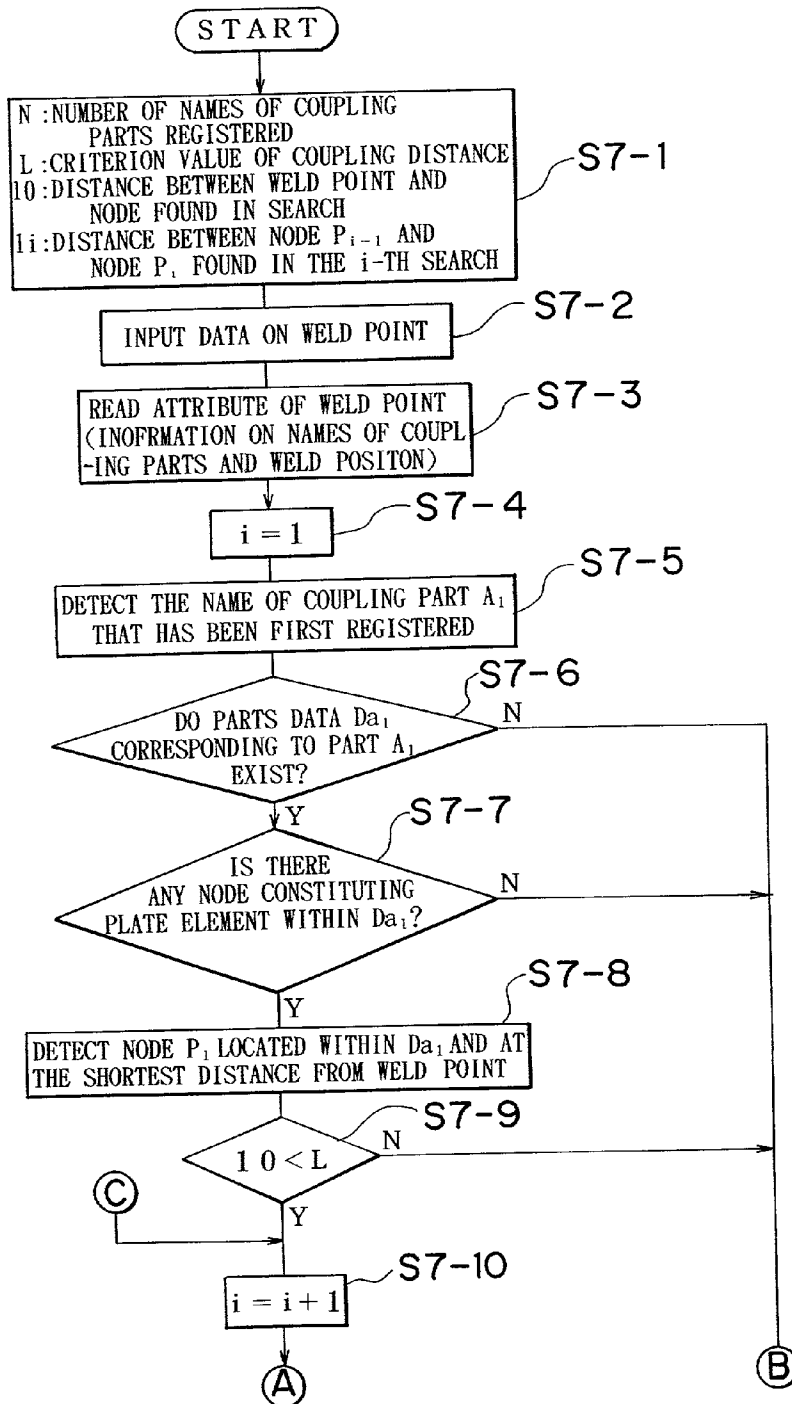 START
N :NUMBER OF NAMES OF COUPLING
PARTS REGISTERED
L :CRITERION VALUE OF COUPLING DISTANCE
10:DISTANCE BETWEEN WELD POINT AND
NODE FOUND IN SEARCH
1i:DISTANCE BETWEEN NODE Pi-1 AND
NODE Pi FOUND IN THE i-TH SEARCH
S7-1
INPUT DATA ON WELD POINT
S7-2
READ ATTRIBUTE OF WELD POINT
(INOFRMATION ON NAMES OF COUPL
-ING PARTS AND WELD POSITON)
S7-3
i = 1
S7-4
DETECT THE NAME OF COUPLING PART A1
THAT HAS BEEN FIRST REGISTERED
S7-5
DO PARTS DATA Da1
CORRESPONDING TO PART A1
EXIST?
S7-6
N
Y
IS THERE
ANY NODE CONSTITUTING
PLATE ELEMENT WITHIN Da1?
S7-7
N
Y
DETECT NODE P1 LOCATED WITHIN Da1 AND AT
THE SHORTEST DISTANCE FROM WELD POINT
S7-8
10<L
S7-9
N
Y
C
i = i+1
S7-10
A
B